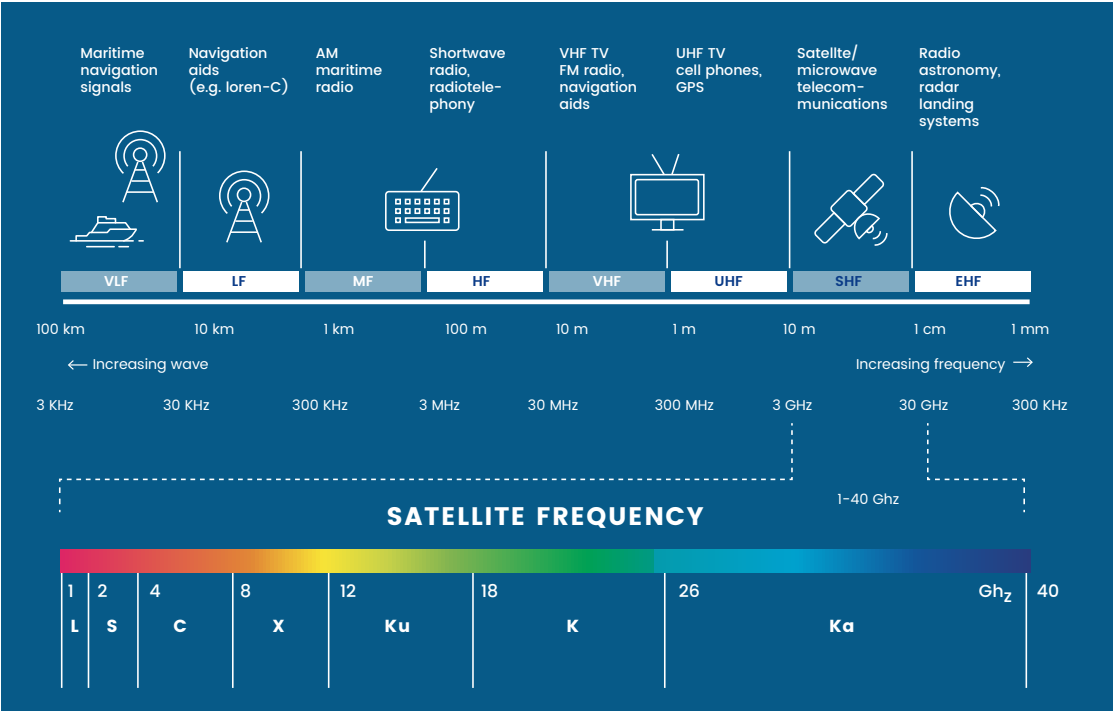 Maritime
navigation
signals
Navigation
aids
(e.g. loren-C)
AM
maritime
radio
Shortwave
radio,
radiotele-
phony
VHF TV
FM radio,
navigation
aids
UHF TV
cell phones,
GPS
Satellte/
microwave
telecom-
munications
Radio
astronomy,
radar
landing
systems
VLF LF MF HF VHF UHF SHF EHF
100 km 10 km 1 km 100 m 10 m 1 m 10 m 1 cm 1 mm
← Increasing wave Increasing frequency →
3 KHz 30 KHz 300 KHz 3 MHz 30 MHz 300 MHz 3 GHz 30 GHz 300 KHz
1-40 Ghz
SATELLITE FREQUENCY
1 2 4 8 12 18 26 Ghz 40
L S C X Ku K Ka